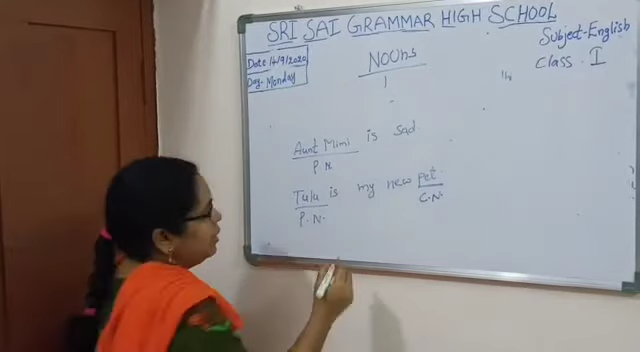 SRI SAI GRAMMAR HIGH SCHOOL
Subject-English
Class - I
Date 14/9/2020
Day- Monday
Nouns
Aunt Mimi is sad
P.N.
Tulu is my new pet.
P.N. C.N.